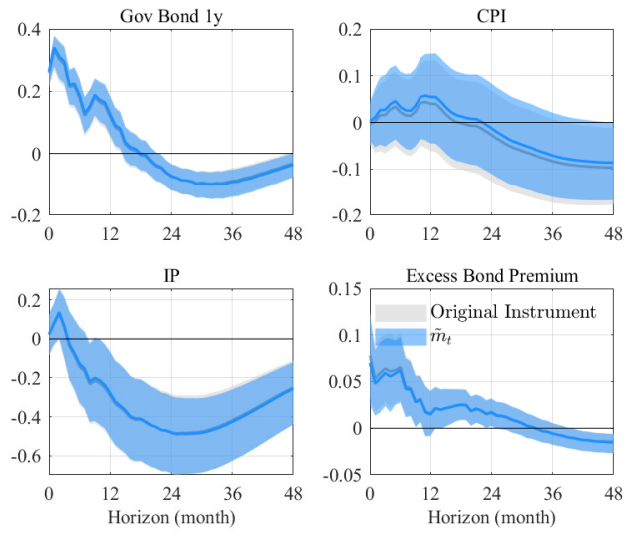 Gov Bond 1y
0.4
0.2
0
-0.2
0 12 24 36 48
CPI
0.2
0.1
0
-0.1
-0.2
0 12 24 36 48
IP
0.2
0
-0.2
-0.4
-0.6
0 12 24 36 48
Horizon (month)
Excess Bond Premium
Original Instrument
m̃t
0.15
0.1
0.05
0
-0.05
0 12 24 36 48
Horizon (month)